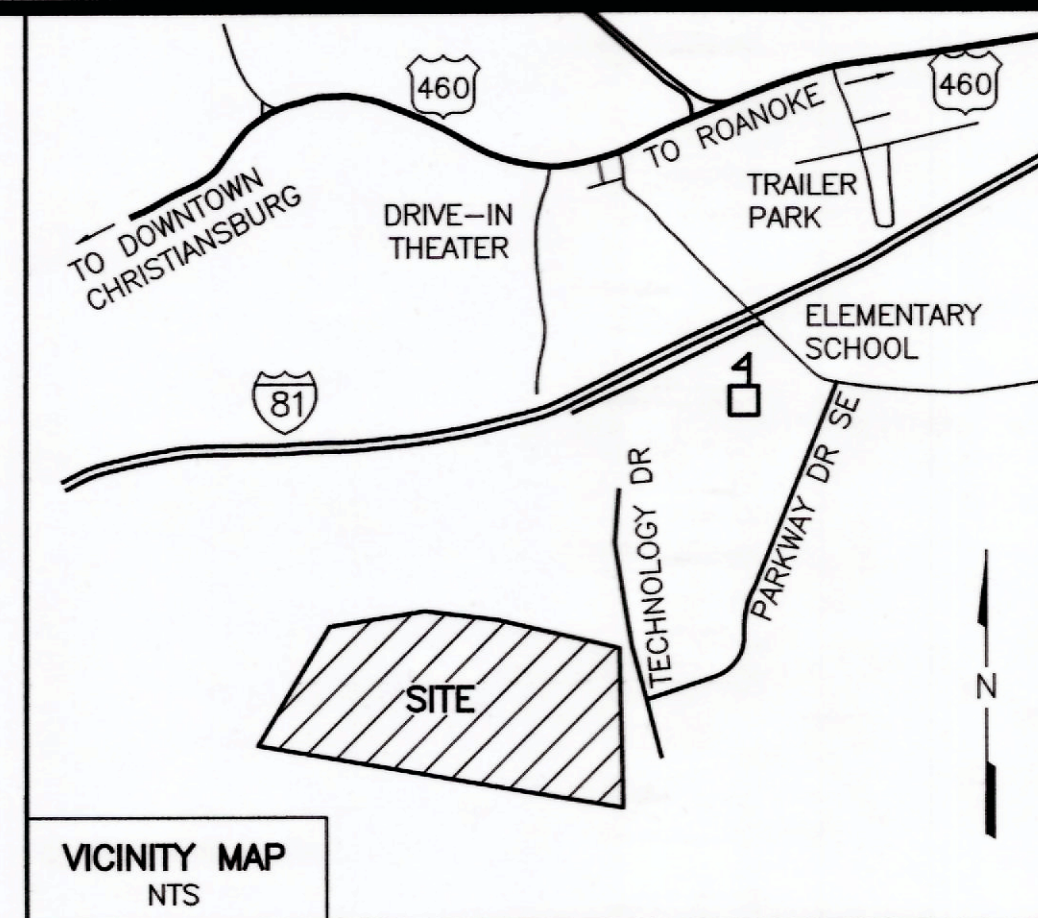 460
460
TO ROANOKE
TRAILER
PARK
DRIVE-IN
THEATER
TO DOWNTOWN
CHRISTIANSBURG
ELEMENTARY
SCHOOL
81
TECHNOLOGY DR
PARKWAY DR SE
SITE
N
VICINITY MAP
NTS